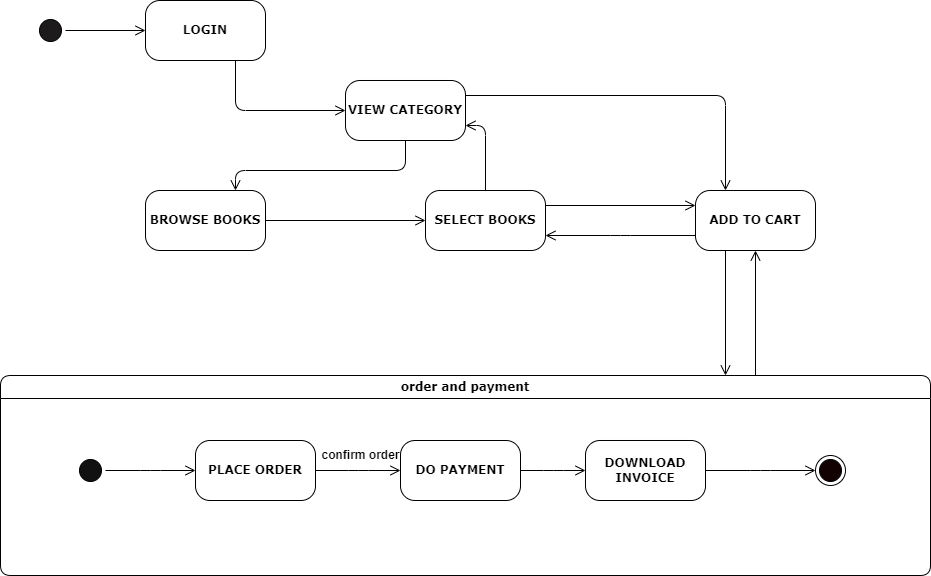 LOGIN
VIEW CATEGORY
BROWSE BOOKS
SELECT BOOKS
ADD TO CART
order and payment
PLACE ORDER
confirm order
DO PAYMENT
DOWNLOAD
INVOICE